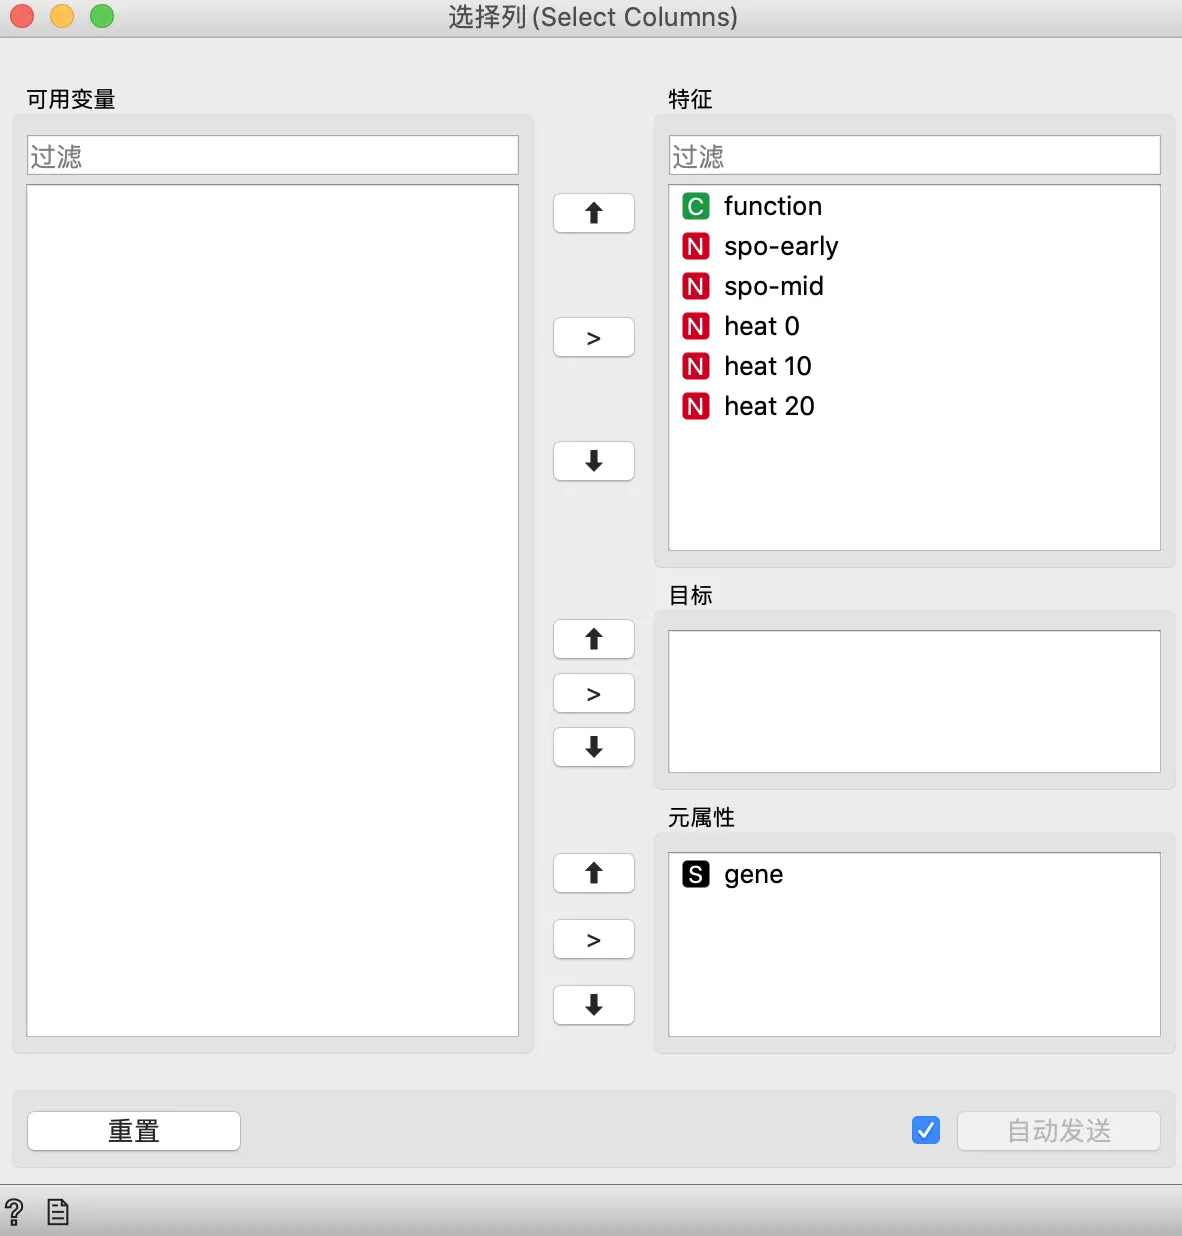 选择列 (Select Columns)
可用变量
过滤
特征
过滤
C function
N spo-early
N spo-mid
N heat 0
N heat 10
N heat 20
>
目标
>
元属性
S gene
>
重置
自动发送
?